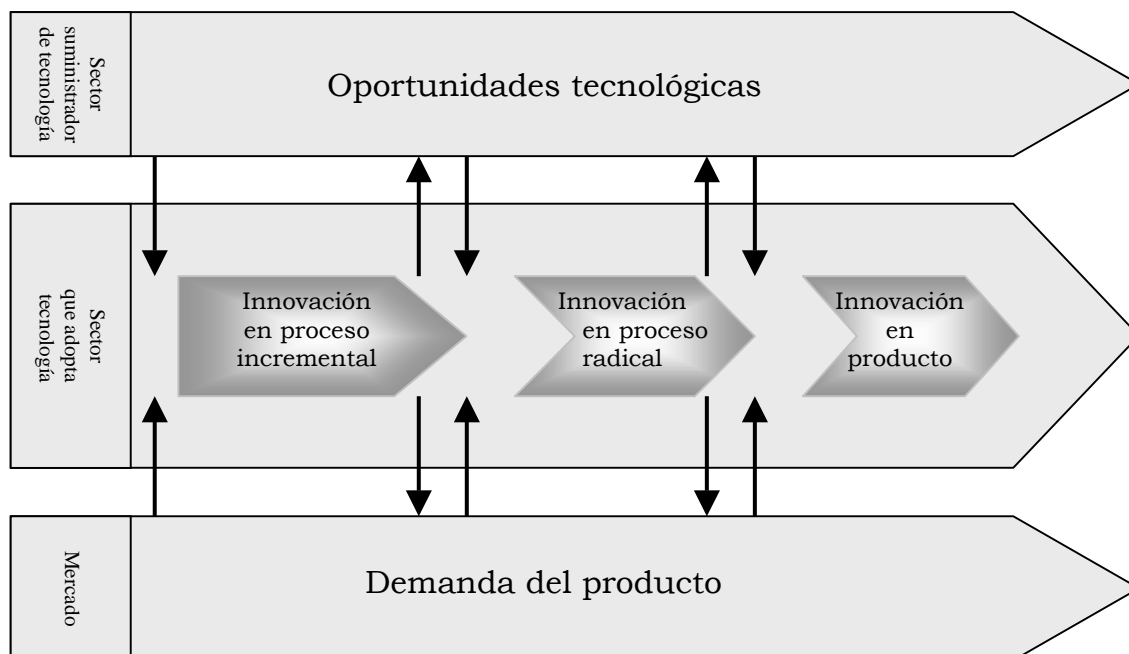 Sector
suministrador
de tecnología
Oportunidades tecnológicas
Sector
que adopta
tecnología
Innovación
en proceso
incremental
Innovación
en proceso
radical
Innovación
en
producto
Mercado
Demanda del producto